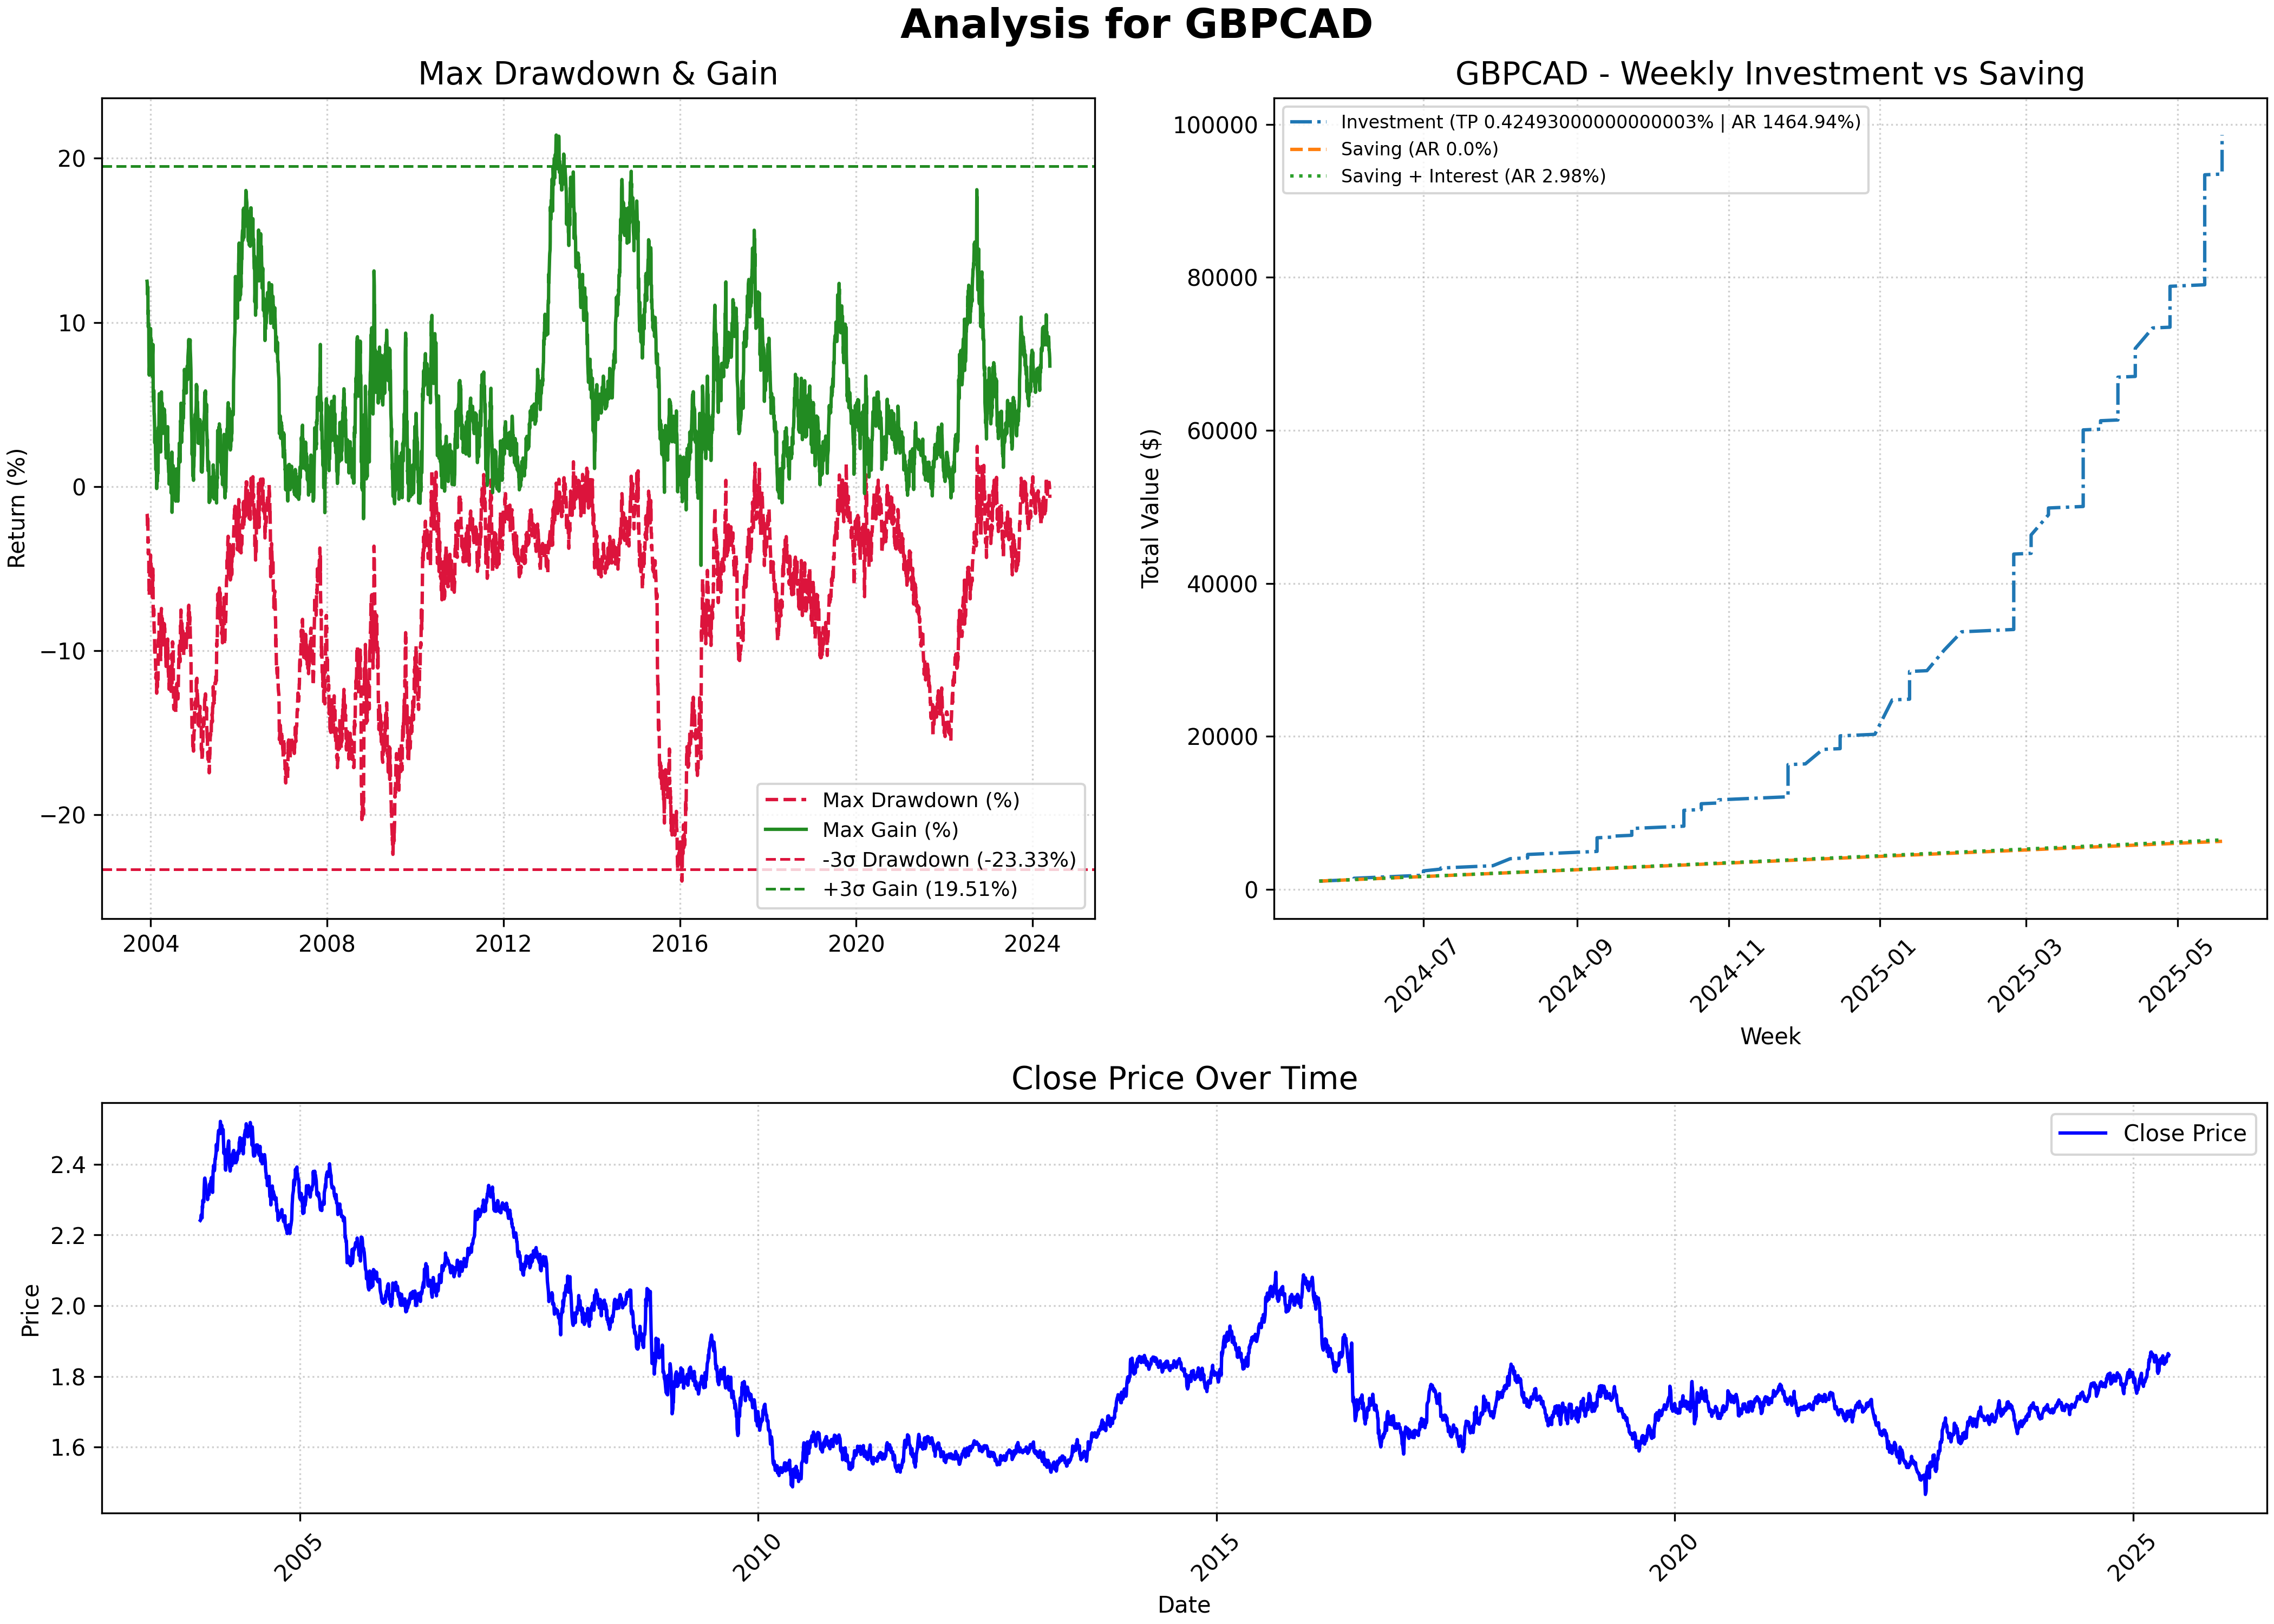 Analysis for GBPCAD
Max Drawdown & Gain
Return (%)
20
10
0
−10
−20
2004
2008
2012
2016
2020
2024
Max Drawdown (%)
Max Gain (%)
-3σ Drawdown (-23.33%)
+3σ Gain (19.51%)
GBPCAD - Weekly Investment vs Saving
Total Value ($)
100000
80000
60000
40000
20000
0
Investment (TP 0.42493000000000003% | AR 1464.94%)
Saving (AR 0.0%)
Saving + Interest (AR 2.98%)
2024-07
2024-09
2024-11
2025-01
2025-03
2025-05
Week
Close Price Over Time
Price
2.4
2.2
2.0
1.8
1.6
Close Price
2005
2010
2015
2020
2025
Date